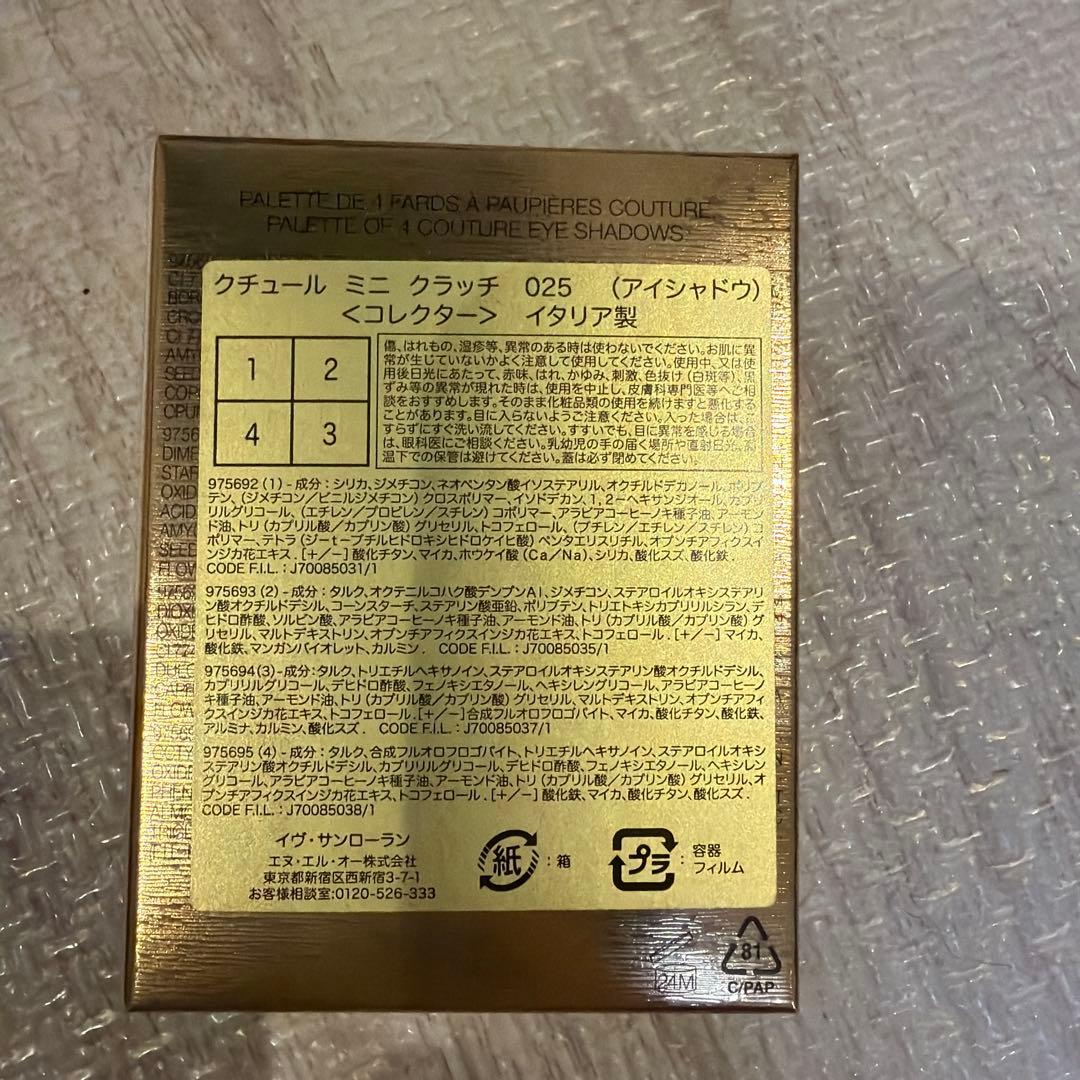 PALETTE DE 4 FARDS À PAUPIÈRES COUTURE
PALETTE OF 4 COUTURE EYE SHADOWS
クチュール ミニ クラッチ 025 (アイシャドウ)
<コレクター> イタリア製
1 2
4 3
傷、はれもの、湿疹等、異常のある時は使わないでください。お肌に異
常が生じていないかよく注意して使用してください。使用中、又は使
用後日光にあたって、赤味、はれ、かゆみ、刺激、色抜け(白斑等)、黒
ずみ等の異常が現れた時は、使用を中止し、皮膚科専門医等へご相
談をおすすめします。そのまま化粧品類の使用を続けますと悪化する
ことがあります。目に入らないようご注意ください。入った場合は、こ
すらずにすぐ洗い流してください。すすいでも、目に異常を感じる場合
は、眼科医にご相談ください。乳幼児の手の届く場所や直射日光、高
温下での保管は避けてください。蓋は必ず閉めてください。
975692 (1) - 成分:シリカ、ジメチコン、ネオペンタン酸イソステアリル、オクチルドデカノール、ポリブ
テン、(ジメチコン/ビニルジメチコン) クロスポリマー、イソドデカン、1,2-ヘキサンジオール、カプリ
リルグリコール、(エチレン/プロピレン/スチレン) コポリマー、アラビアコーヒーノキ種子油、アーモン
ド油、トリ (カプリル酸/カプリン酸) グリセリル、トコフェロール、(ブチレン/エチレン/スチレン) コ
ポリマー、テトラ (ジーtーブチルヒドロキシヒドロケイヒ酸) ペンタエリスリチル、オプンチアフィクスイ
ンジカ花エキス. [+/-] 酸化チタン、マイカ、ホウケイ酸 (Ca/Na)、シリカ、酸化スズ、酸化鉄
CODE F.I.L. : J70085031/1
975693 (2) - 成分:タルク、オクテニルコハク酸デンプンAl、ジメチコン、ステアロイルオキシステアリ
ン酸オクチルドデシル、コーンスターチ、ステアリン酸亜鉛、ポリブテン、トリエトキシカプリリルシラン、デ
ヒドロ酢酸、ソルビン酸、アラビアコーヒーノキ種子油、アーモンド油、トリ (カプリル酸/カプリン酸) グ
リセリル、マルトデキストリン、オプンチアフィクスインジカ花エキス、トコフェロール. [+/-] マイカ、
酸化鉄、マンガンバイオレット、カルミン. CODE F.I.L. : J70085035/1
975694(3)-成分:タルク、トリエチルヘキサノイン、ステアロイルオキシステアリン酸オクチルドデシル、
カプリリルグリコール、デヒドロ酢酸、フェノキシエタノール、ヘキシレングリコール、アラビアコーヒーノ
キ種子油、アーモンド油、トリ (カプリル酸/カプリン酸) グリセリル、マルトデキストリン、オプンチアフィ
クスインジカ花エキス、トコフェロール.[+/-] 合成フルオロフロゴパイト、マイカ、酸化チタン、酸化鉄、
アルミナ、カルミン、酸化スズ. CODE F.I.L. : J70085037/1
975695 (4) - 成分:タルク、合成フルオロフロゴパイト、トリエチルヘキサノイン、ステアロイルオキシ
ステアリン酸オクチルドデシル、カプリリルグリコール、デヒドロ酢酸、フェノキシエタノール、ヘキシレン
グリコール、アラビアコーヒーノキ種子油、アーモンド油、トリ (カプリル酸/カプリン酸) グリセリル、オ
プンチアフィクスインジカ花エキス、トコフェロール. [+/-] 酸化鉄、マイカ、酸化チタン、酸化スズ.
CODE F.I.L. : J70085038/1
イヴ・サンローラン
エヌ・エル・オー株式会社
東京都新宿区西新宿3-7-1
お客様相談室:0120-526-333
紙 :箱
プラ :容器
フィルム
24M
81
C/PAP